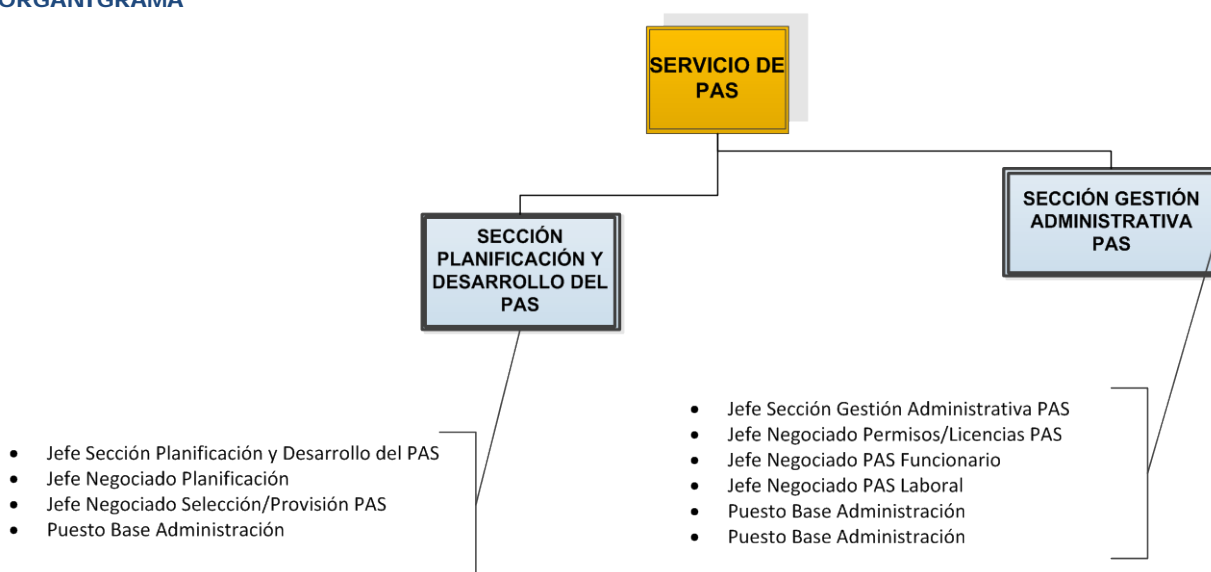 ORGANIGRAMA
SERVICIO DE
PAS
SECCIÓN GESTIÓN
ADMINISTRATIVA
PAS
SECCIÓN
PLANIFICACIÓN Y
DESARROLLO DEL
PAS
• Jefe Sección Planificación y Desarrollo del PAS
• Jefe Negociado Planificación
• Jefe Negociado Selección/Provisión PAS
• Puesto Base Administración
• Jefe Sección Gestión Administrativa PAS
• Jefe Negociado Permisos/Licencias PAS
• Jefe Negociado PAS Funcionario
• Jefe Negociado PAS Laboral
• Puesto Base Administración
• Puesto Base Administración